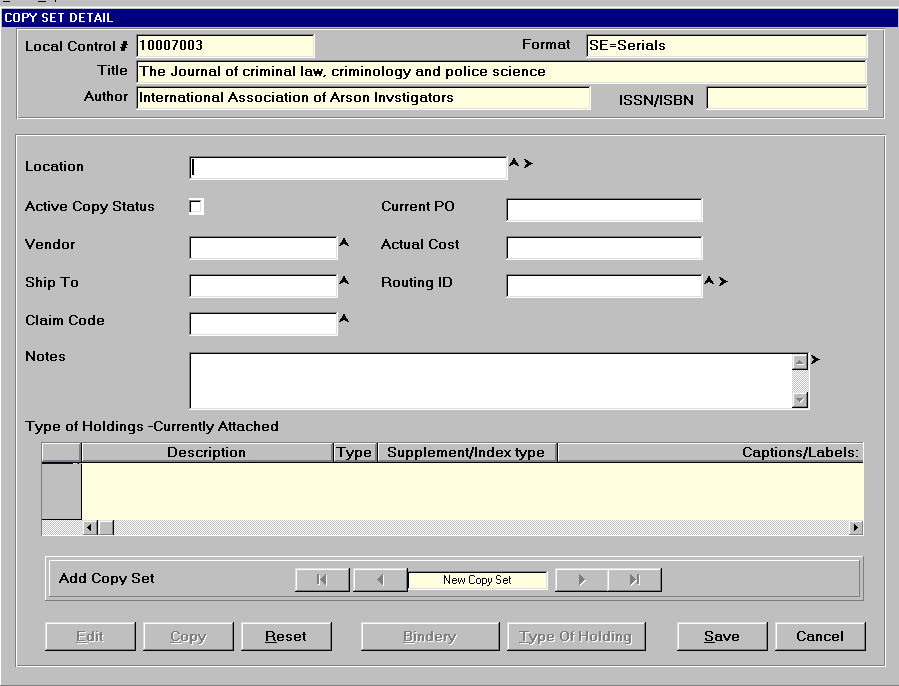 COPY SET DETAIL
Local Control # 10007003 Format SE=Serials
Title The Journal of criminal law, criminology and police science
Author International Association of Arson Invstigators ISSN/ISBN
Location
Active Copy Status Current PO
Vendor Actual Cost
Ship To Routing ID
Claim Code
Notes
Type of Holdings -Currently Attached
Description Type Supplement/Index type Captions/Labels:
Add Copy Set New Copy Set
Edit Copy Reset Bindery Type Of Holding Save Cancel